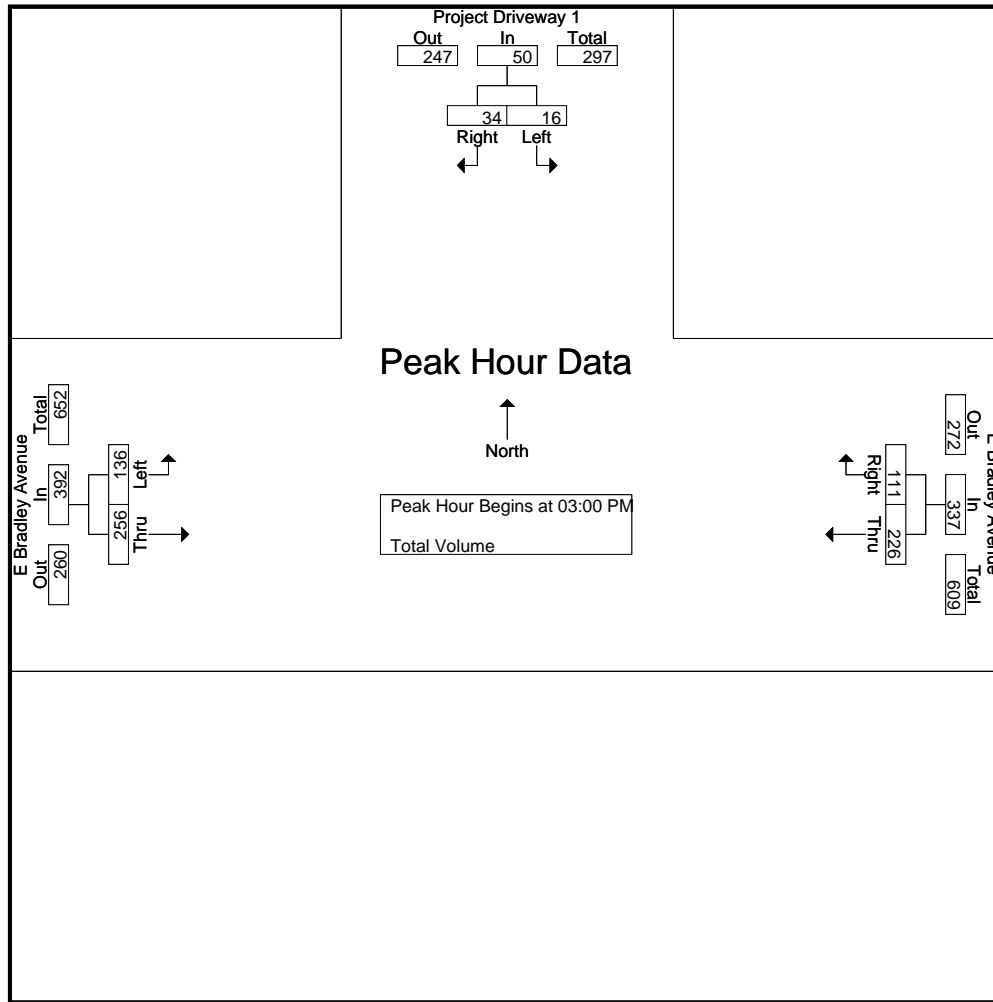 Project Driveway 1
Out In Total
247 50 297
34 16
Right Left
Peak Hour Data
North
Peak Hour Begins at 03:00 PM
Total Volume
E Bradley Avenue
Out In Total
260 392 652
Left Thru
136 256
E Bradley Avenue
Out In Total
272 337 609
Right Thru
111 226